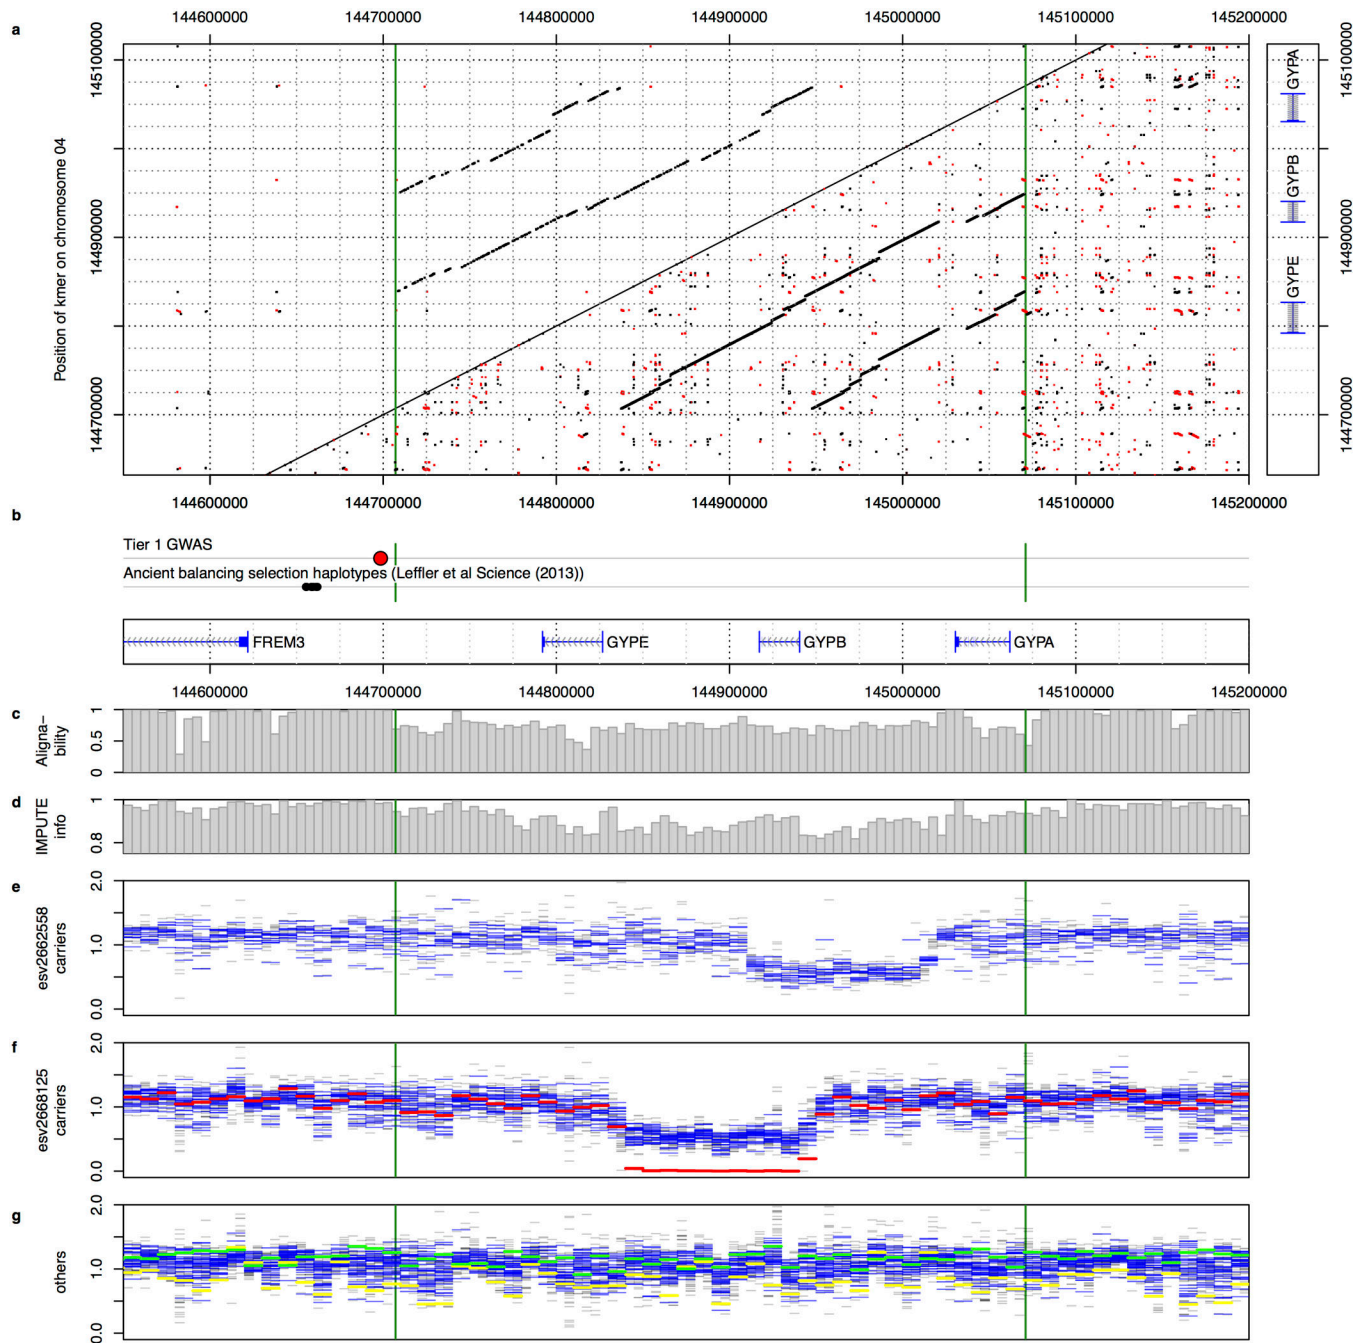 a
144600000 144700000 144800000 144900000 145000000 145100000 145200000
Position of kmer on chromosome 04
145100000
144900000
144700000
GYPA
GYPB
GYPE
145100000
144900000
144700000
144600000 144700000 144800000 144900000 145000000 145100000 145200000
b
Tier 1 GWAS
Ancient balancing selection haplotypes (Leffler et al Science (2013))
FREM3 GYPE GYPB GYPA
144600000 144700000 144800000 144900000 145000000 145100000 145200000
c
Aligna–
bility
1
0.5
0
d
IMPUTE
info
1
0.8
e
esv2662558
carriers
2.0
1.0
0.0
f
esv2668125
carriers
2.0
1.0
0.0
g
others
2.0
1.0
0.0